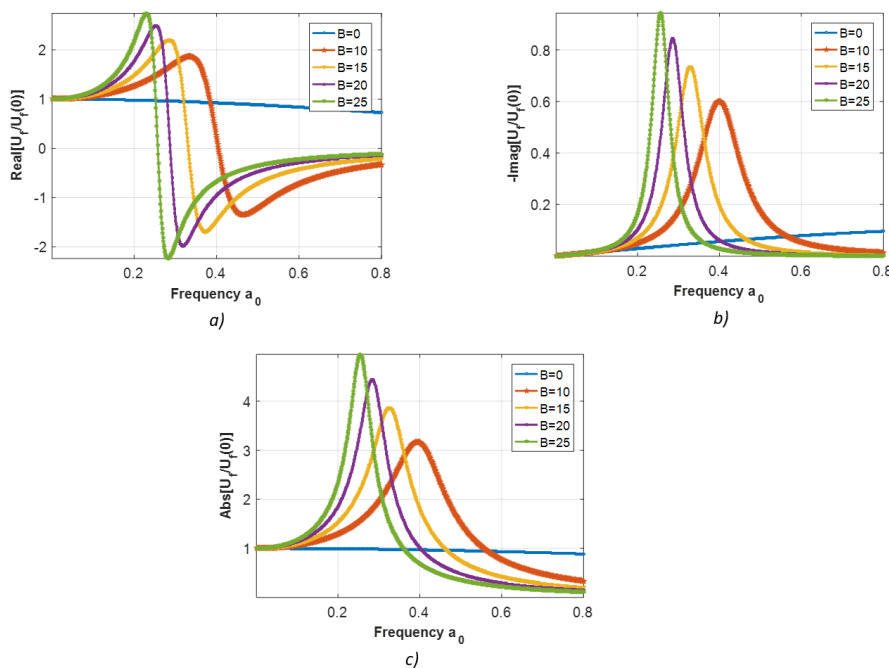 Real[U_f/U_f(0)]
2
1
0
-1
-2
0.2
0.4
0.6
0.8
Frequency a_0
B=0
B=10
B=15
B=20
B=25
a)
-Imag[U_f/U_f(0)]
0.8
0.6
0.4
0.2
0.2
0.4
0.6
0.8
Frequency a_0
B=0
B=10
B=15
B=20
B=25
b)
Abs[U_f/U_f(0)]
4
3
2
1
0.2
0.4
0.6
0.8
Frequency a_0
B=0
B=10
B=15
B=20
B=25
c)